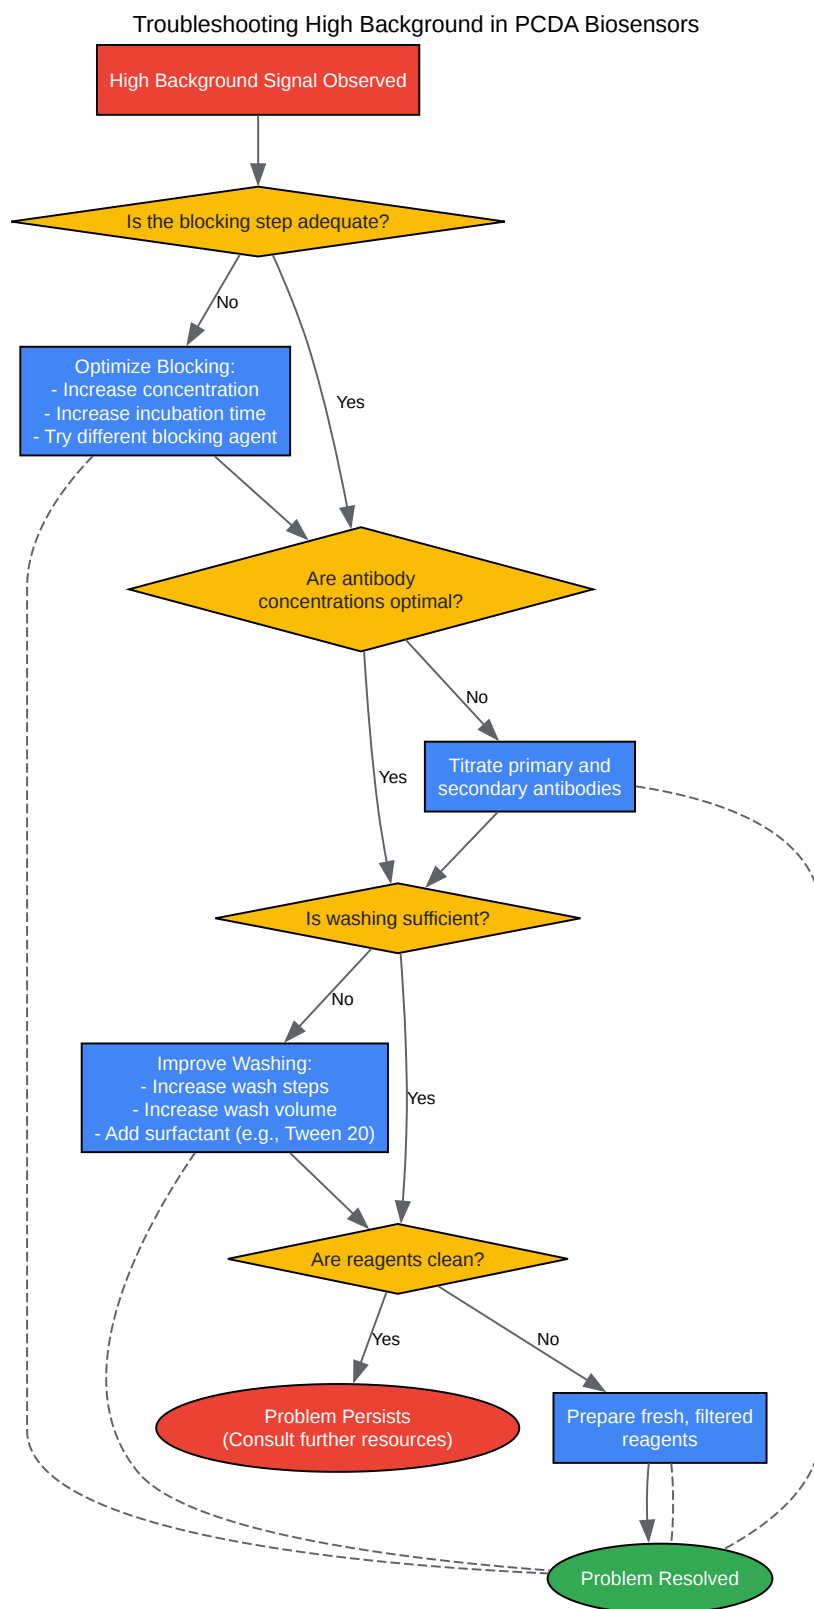 Troubleshooting High Background in PCDA Biosensors
High Background Signal Observed
Is the blocking step adequate?
No
Optimize Blocking:
- Increase concentration
- Increase incubation time
- Try different blocking agent
Yes
Are antibody
concentrations optimal?
No
Titrate primary and
secondary antibodies
Yes
Is washing sufficient?
No
Improve Washing:
- Increase wash steps
- Increase wash volume
- Add surfactant (e.g., Tween 20)
Yes
Are reagents clean?
Yes
No
Problem Persists
(Consult further resources)
Prepare fresh, filtered
reagents
Problem Resolved